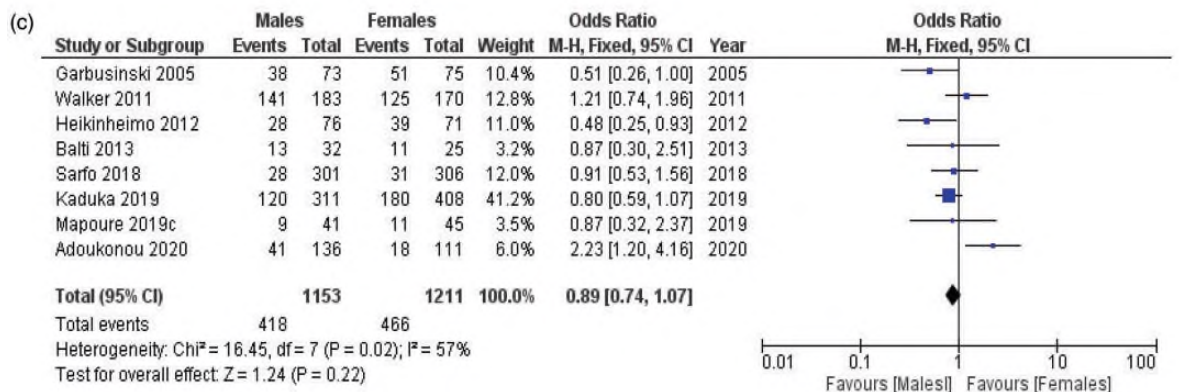 (c) Males Females Odds Ratio Odds Ratio
Study or Subgroup Events Total Events Total Weight M-H, Fixed, 95% CI Year M-H, Fixed, 95% CI
Garbusinski 2005 38 73 51 75 10.4% 0.51 [0.26, 1.00] 2005
Walker 2011 141 183 125 170 12.8% 1.21 [0.74, 1.96] 2011
Heikinheimo 2012 28 76 39 71 11.0% 0.48 [0.25, 0.93] 2012
Balti 2013 13 32 11 25 3.2% 0.87 [0.30, 2.51] 2013
Sarfo 2018 28 301 31 306 12.0% 0.91 [0.53, 1.56] 2018
Kaduka 2019 120 311 180 408 41.2% 0.80 [0.59, 1.07] 2019
Mapoure 2019c 9 41 11 45 3.5% 0.87 [0.32, 2.37] 2019
Adoukonou 2020 41 136 18 111 6.0% 2.23 [1.20, 4.16] 2020
Total (95% CI) 1153 1211 100.0% 0.89 [0.74, 1.07]
Total events 418 466
Heterogeneity: Chi² = 16.45, df = 7 (P = 0.02); I² = 57%
Test for overall effect: Z = 1.24 (P = 0.22)
0.01 0.1 1 10 100
Favours [Males] Favours [Females]